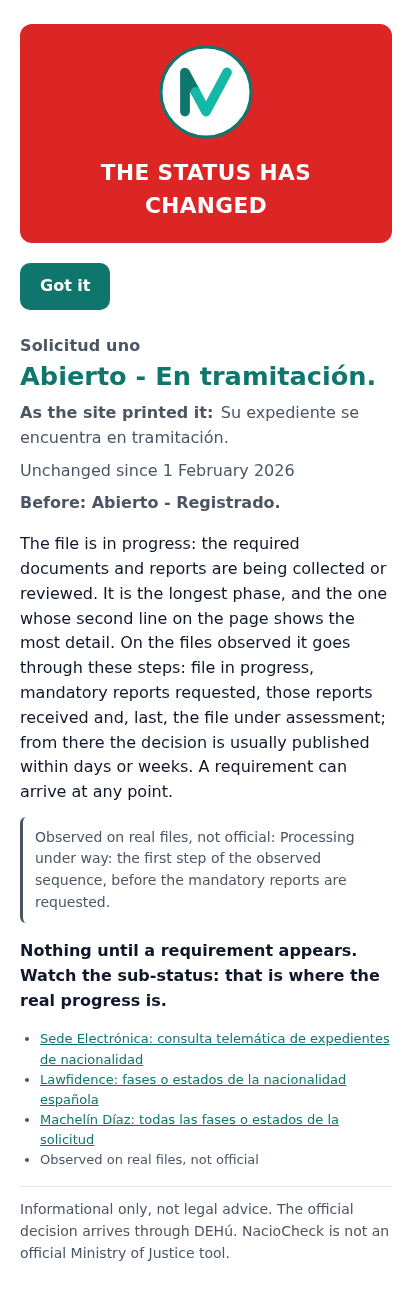 THE STATUS HAS
CHANGED
Got it
Solicitud uno
Abierto - En tramitación.
As the site printed it: Su expediente se
encuentra en tramitación.
Unchanged since 1 February 2026
Before: Abierto - Registrado.
The file is in progress: the required
documents and reports are being collected or
reviewed. It is the longest phase, and the one
whose second line on the page shows the
most detail. On the files observed it goes
through these steps: file in progress,
mandatory reports requested, those reports
received and, last, the file under assessment;
from there the decision is usually published
within days or weeks. A requirement can
arrive at any point.
Observed on real files, not official: Processing
under way: the first step of the observed
sequence, before the mandatory reports are
requested.
Nothing until a requirement appears.
Watch the sub-status: that is where the
real progress is.
• Sede Electrónica: consulta telemática de expedientes
de nacionalidad
• Lawfidence: fases o estados de la nacionalidad
española
• Machelín Díaz: todas las fases o estados de la
solicitud
• Observed on real files, not official
Informational only, not legal advice. The official
decision arrives through DEHú. NacioCheck is not an
official Ministry of Justice tool.